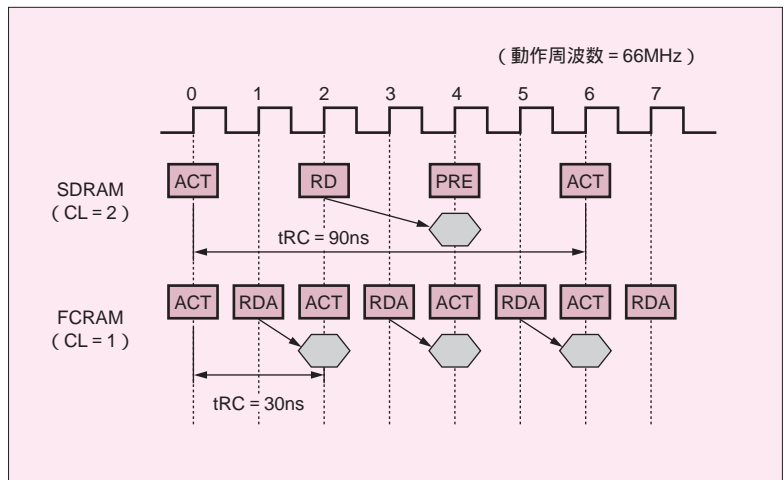 （動作周波数 = 66MHz）
0 1 2 3 4 5 6 7
SDRAM
（CL = 2）
ACT RD PRE ACT
tRC = 90ns
FCRAM
（CL = 1）
ACT RDA ACT RDA ACT RDA ACT RDA
tRC = 30ns